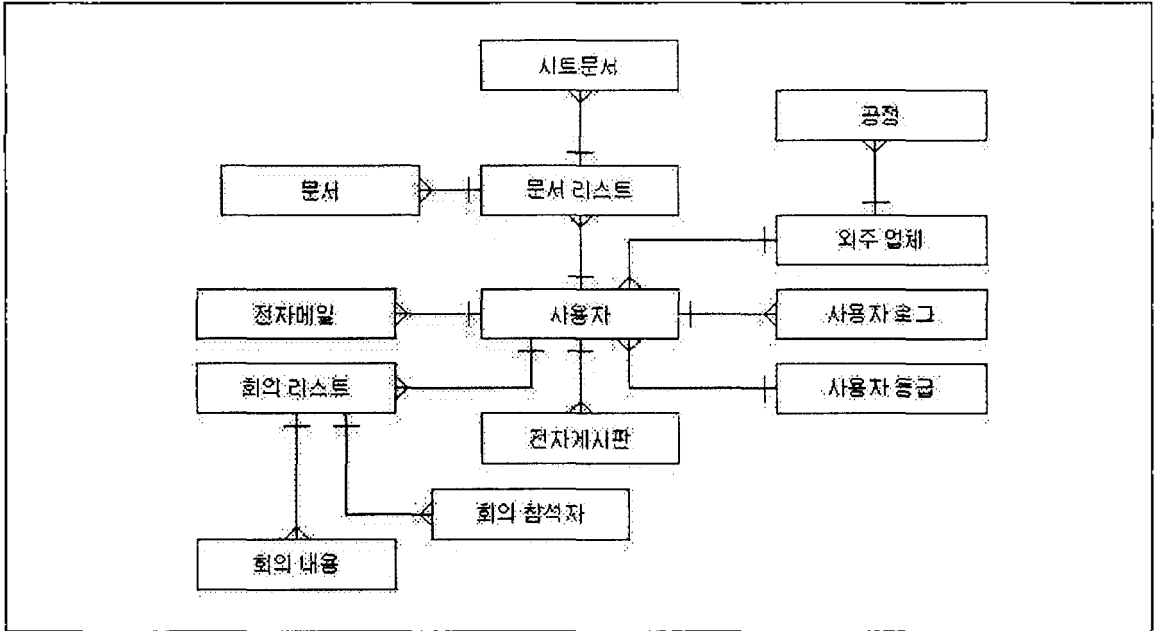 시트문서
공정
문서
문서 리스트
외주 업체
전자메일
사용자
사용자 로그
회의 리스트
사용자 등급
전자게시판
회의 참석자
회의 내용